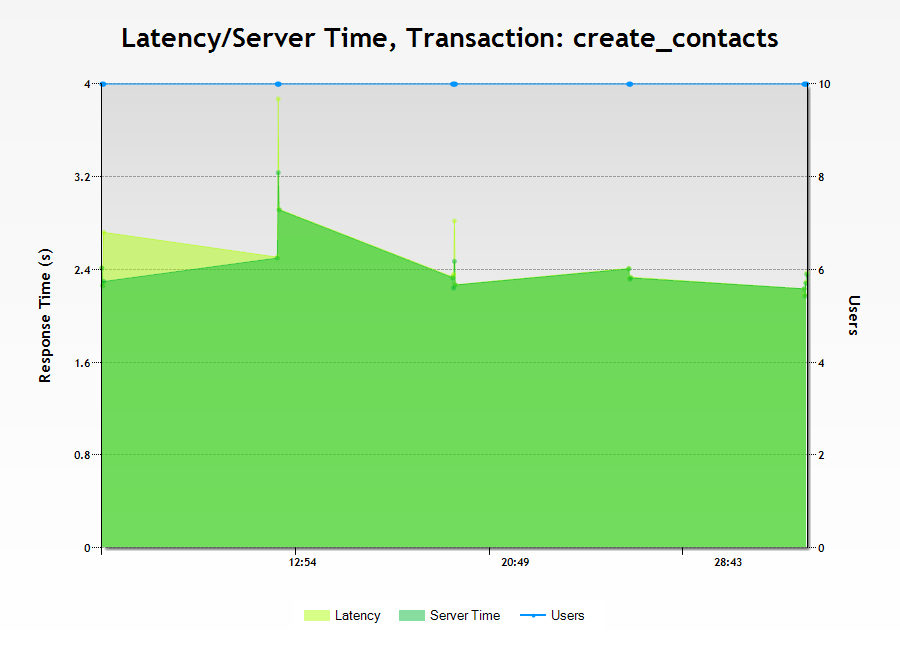 Latency/Server Time, Transaction: create_contacts
4
3.2
2.4
1.6
0.8
0
Response Time (s)
10
8
6
4
2
0
Users
12:54
20:49
28:43
Latency
Server Time
Users